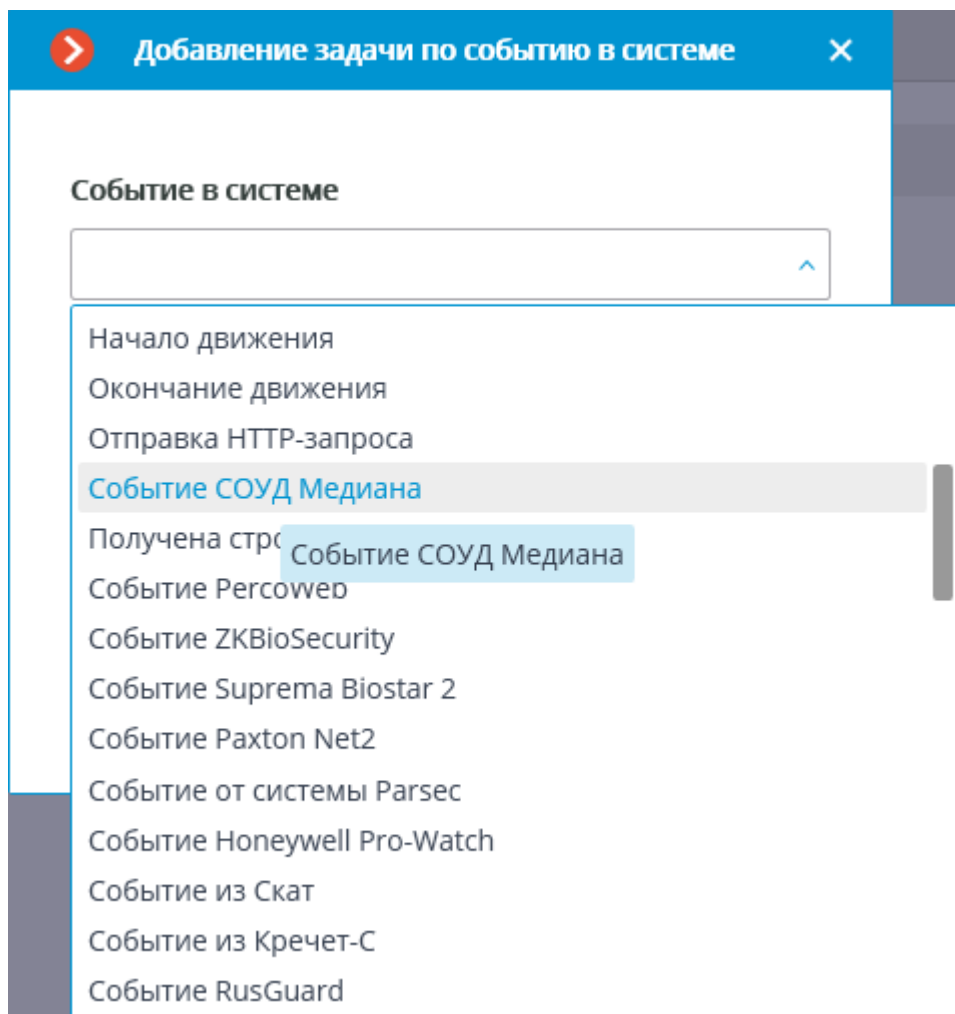 Добавление задачи по событию в системе
Событие в системе
Начало движения
Окончание движения
Отправка HTTP-запроса
Событие СОУД Медиана
Получена
Событие СОУД Медиана
Событие PercoWeb
Событие ZKBioSecurity
Событие Suprema Biostar 2
Событие Paxton Net2
Событие от системы Parsec
Событие Honeywell Pro-Watch
Событие из Скат
Событие из Кречет-С
Событие RusGuard